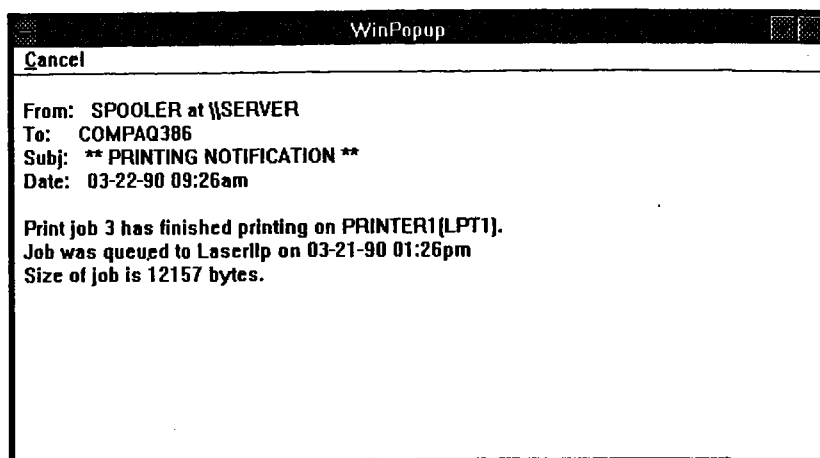 WinPopup
Cancel
From: SPOOLER at \\SERVER
To: COMPAQ386
Subj: ** PRINTING NOTIFICATION **
Date: 03-22-90 09:26am
Print job 3 has finished printing on PRINTER1(LPT1).
Job was queued to LaserIIp on 03-21-90 01:26pm
Size of job is 12157 bytes.